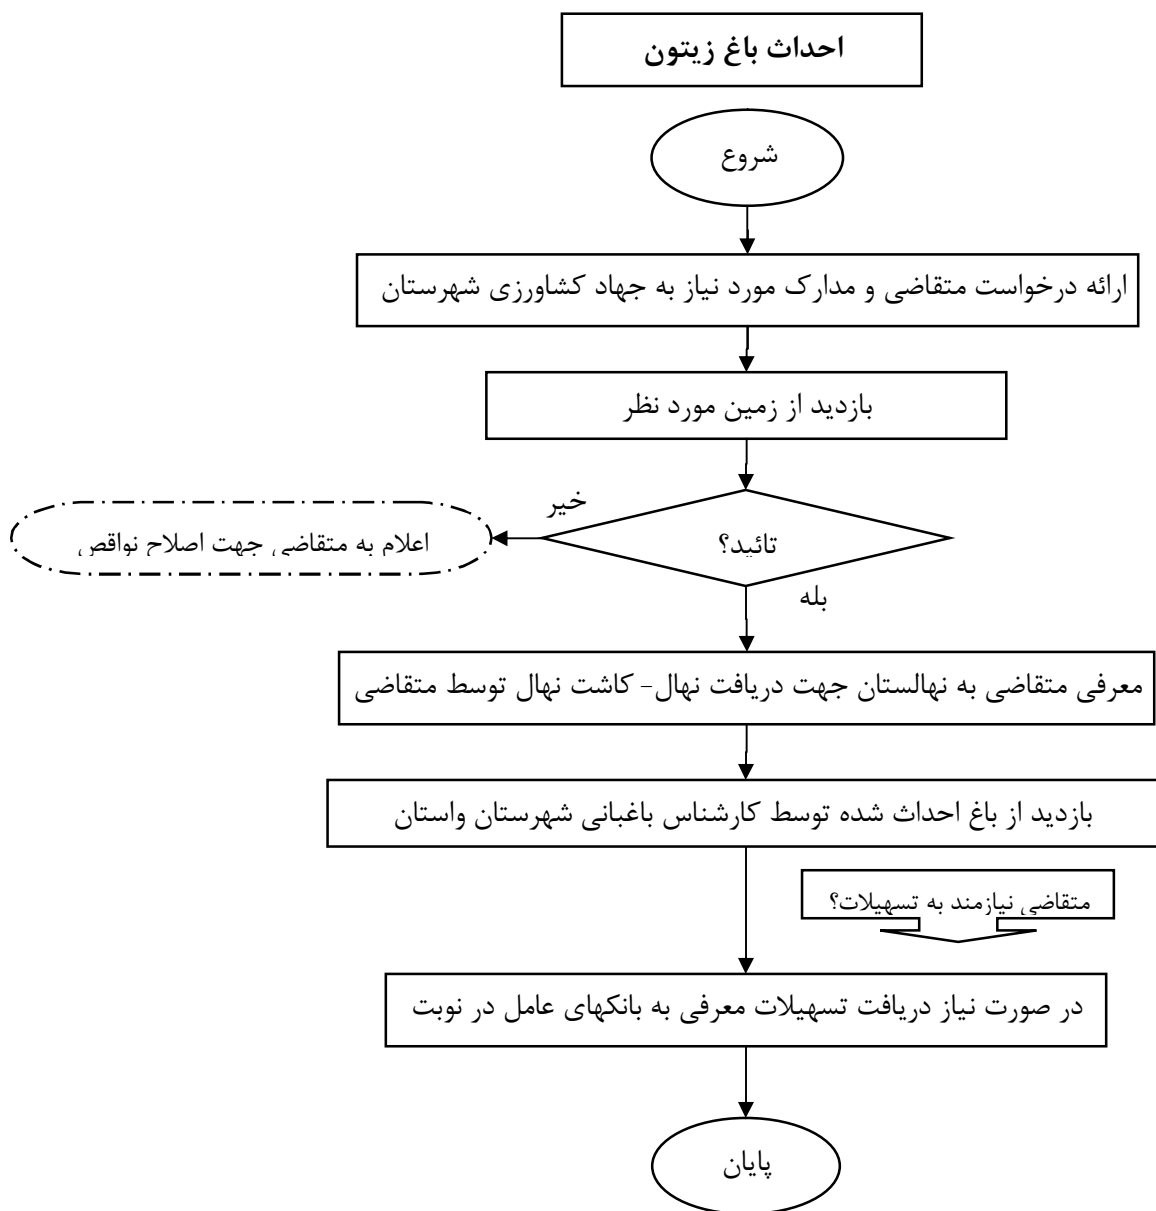 احداث باغ زیتون
شروع
ارائه درخواست متقاضی و مدارک مورد نیاز به جهاد کشاورزی شهرستان
بازدید از زمین مورد نظر
خیر
تائید؟
اعلام به متقاضی جهت اصلاح نواقص
بله
معرفی متقاضی به نهالستان جهت دریافت نهال- کاشت نهال توسط متقاضی
بازدید از باغ احداث شده توسط کارشناس باغبانی شهرستان واستان
متقاضی نیازمند به تسهیلات؟
در صورت نیاز دریافت تسهیلات معرفی به بانکهای عامل در نوبت
پایان